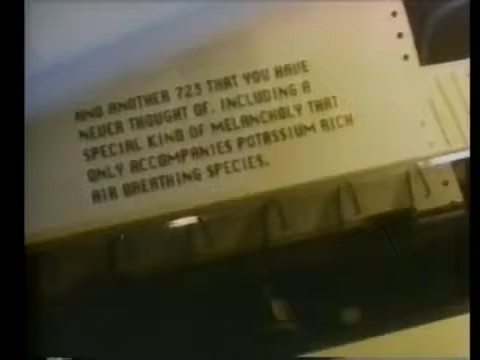 AND ANOTHER 723 THAT YOU HAVE
NEVER THOUGHT OF, INCLUDING A
SPECIAL KIND OF MELANCHOLY THAT
ONLY ACCOMPANIES POTASSIUM RICH
AIR BREATHING SPECIES.